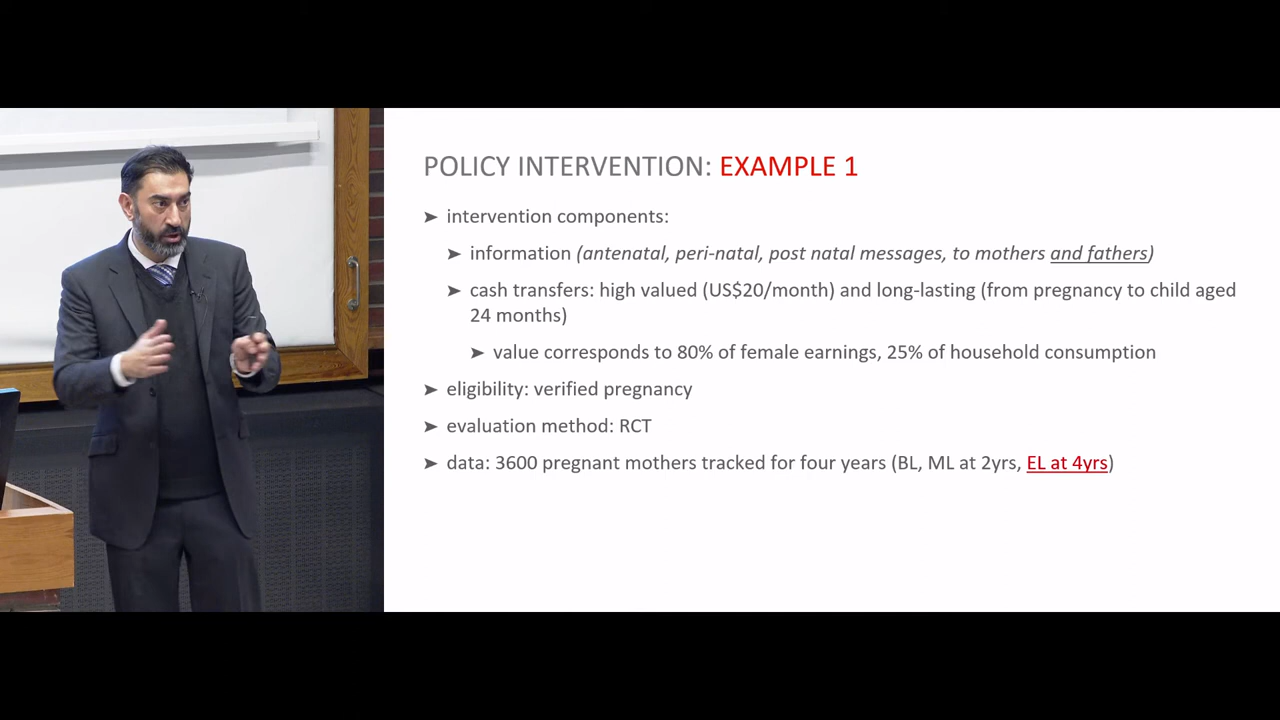 POLICY INTERVENTION: EXAMPLE 1
➤ intervention components:
➤ information (antenatal, peri-natal, post natal messages, to mothers and fathers)
➤ cash transfers: high valued (US$20/month) and long-lasting (from pregnancy to child aged
24 months)
➤ value corresponds to 80% of female earnings, 25% of household consumption
➤ eligibility: verified pregnancy
➤ evaluation method: RCT
➤ data: 3600 pregnant mothers tracked for four years (BL, ML at 2yrs, EL at 4yrs)